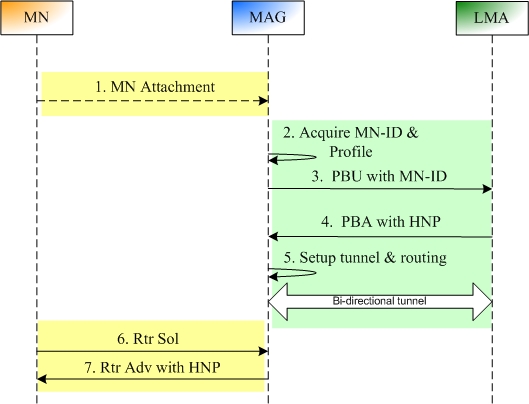 MN
MAG
LMA
1. MN Attachment
2. Acquire MN-ID &
Profile
3. PBU with MN-ID
4. PBA with HNP
5. Setup tunnel & routing
Bi-directional tunnel
6. Rtr Sol
7. Rtr Adv with HNP